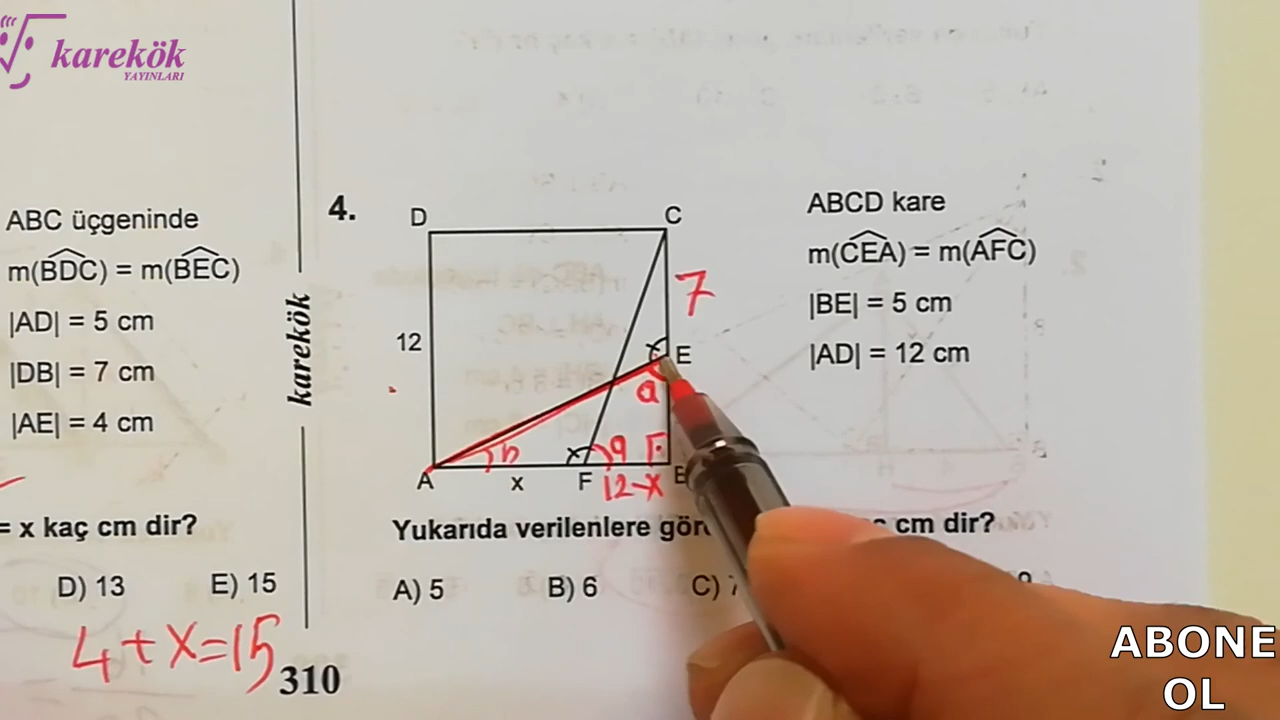 karekök
YAYINLARI
ABC üçgeninde
m(BDC) = m(BEC)
|AD| = 5 cm
|DB| = 7 cm
|AE| = 4 cm
= x kaç cm dir?
D) 13 E) 15
4+x=15
310
karekök
4.
D C
12
7
E
a
b a
A x F 12-x B
ABCD kare
m(CEA) = m(AFC)
|BE| = 5 cm
|AD| = 12 cm
Yukarıda verilenlere cm dir?
A) 5 B) 6 C)
ABONE
OL